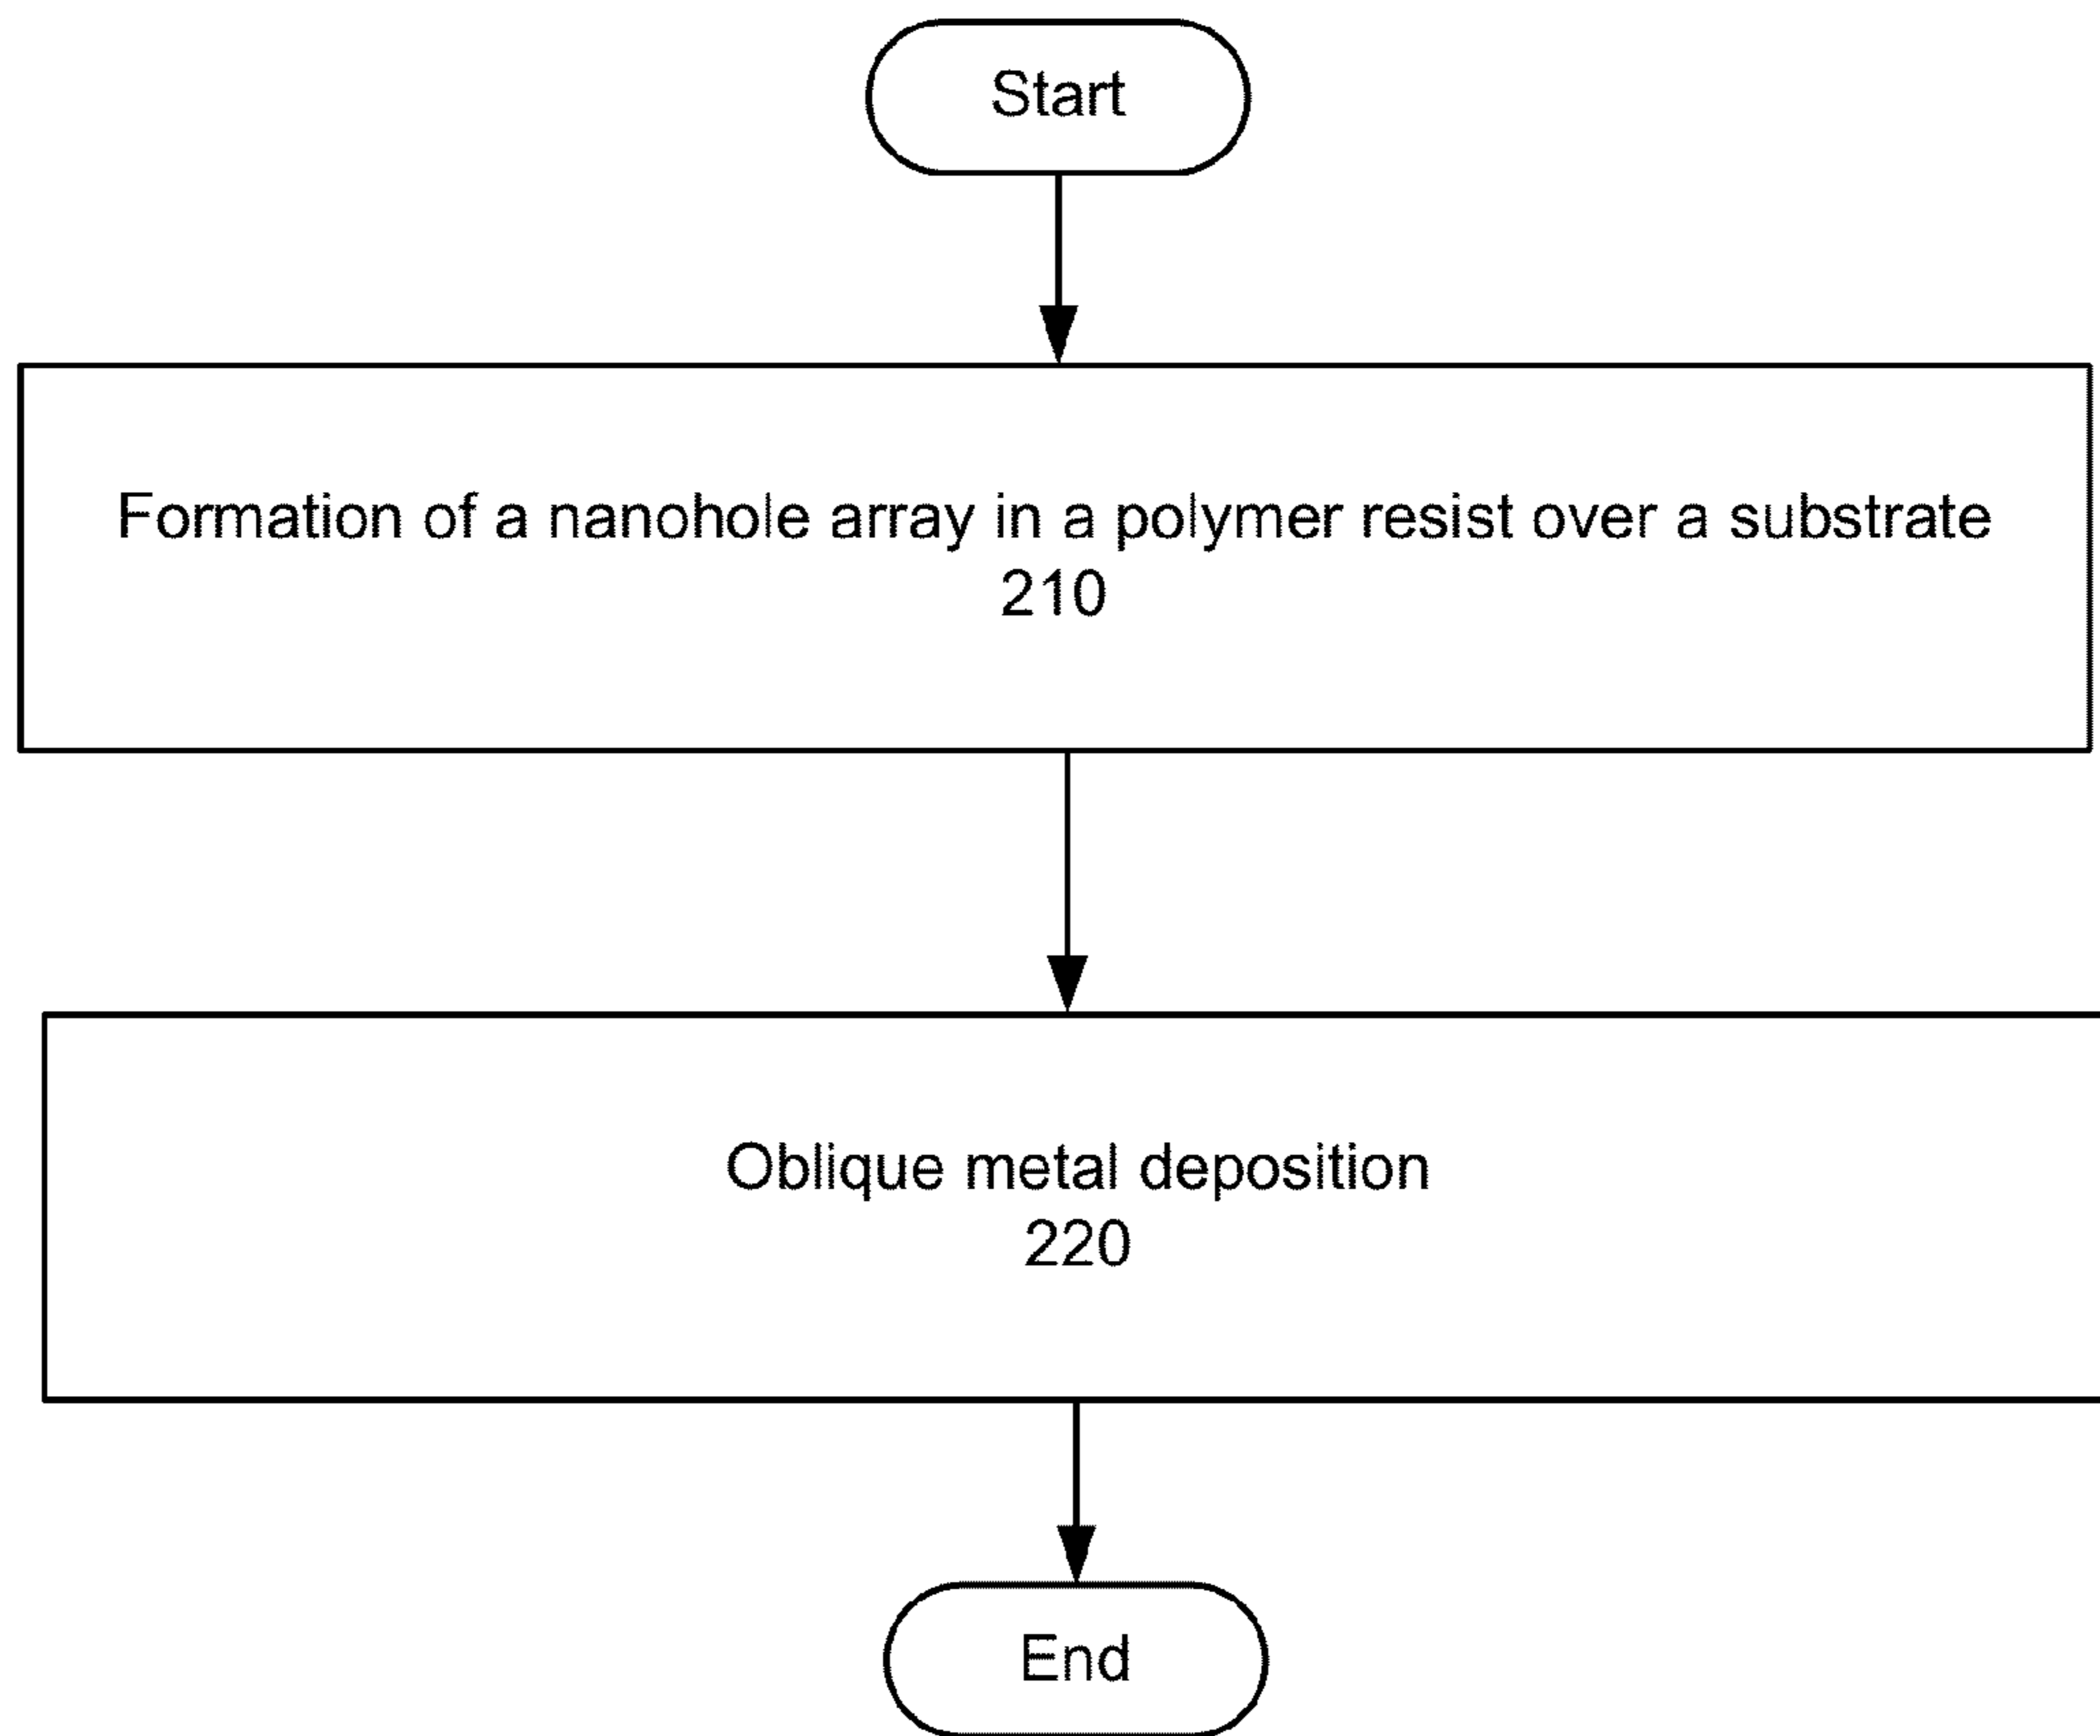 Start
Formation of a nanohole array in a polymer resist over a substrate
210
Oblique metal deposition
220
End